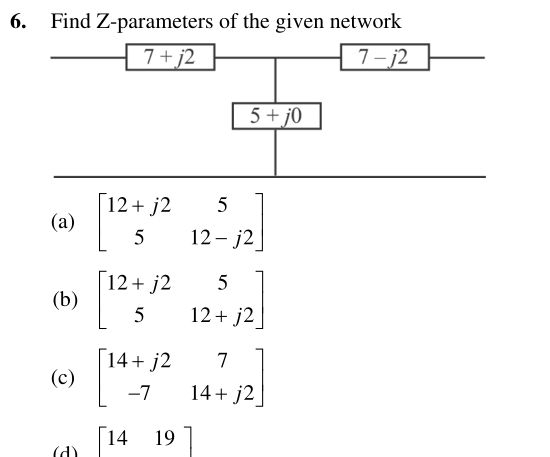 6. Find Z-parameters of the given network
7 + j2 7 – j2
5 + j0
(a) [12 + j2 5
5 12 – j2]
(b) [12 + j2 5
5 12 + j2]
(c) [14 + j2 7
–7 14 + j2]
(d) [14 19]